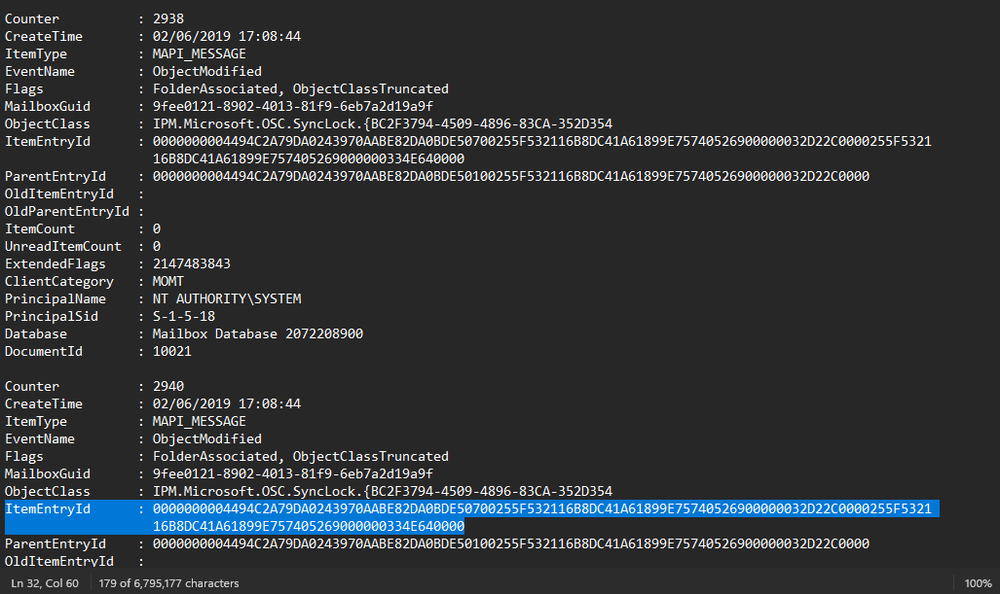 Counter : 2938
CreateTime : 02/06/2019 17:08:44
ItemType : MAPI_MESSAGE
EventName : ObjectModified
Flags : FolderAssociated, ObjectClassTruncated
MailboxGuid : 9fee0121-8902-4013-81f9-6eb7a2d19a9f
ObjectClass : IPM.Microsoft.OSC.SyncLock.{BC2F3794-4509-4896-83CA-352D354
ItemEntryId : 0000000004494C2A79DA0243970AABE82DA0BDE50700255F532116B8DC41A61899E75740526900000032D22C0000255F5321
16B8DC41A61899E757405269000000334E640000
ParentEntryId : 0000000004494C2A79DA0243970AABE82DA0BDE50100255F532116B8DC41A61899E75740526900000032D22C0000
OldItemEntryId :
OldParentEntryId :
ItemCount : 0
UnreadItemCount : 0
ExtendedFlags : 2147483843
ClientCategory : MOMT
PrincipalName : NT AUTHORITY\SYSTEM
PrincipalSid : S-1-5-18
Database : Mailbox Database 2072208900
DocumentId : 10021
Counter : 2940
CreateTime : 02/06/2019 17:08:44
ItemType : MAPI_MESSAGE
EventName : ObjectModified
Flags : FolderAssociated, ObjectClassTruncated
MailboxGuid : 9fee0121-8902-4013-81f9-6eb7a2d19a9f
ObjectClass : IPM.Microsoft.OSC.SyncLock.{BC2F3794-4509-4896-83CA-352D354
ItemEntryId : 0000000004494C2A79DA0243970AABE82DA0BDE50700255F532116B8DC41A61899E75740526900000032D22C0000255F5321
16B8DC41A61899E757405269000000334E640000
ParentEntryId : 0000000004494C2A79DA0243970AABE82DA0BDE50100255F532116B8DC41A61899E75740526900000032D22C0000
OldItemEntryId :
Ln 32, Col 60 179 of 6,795,177 characters 100%